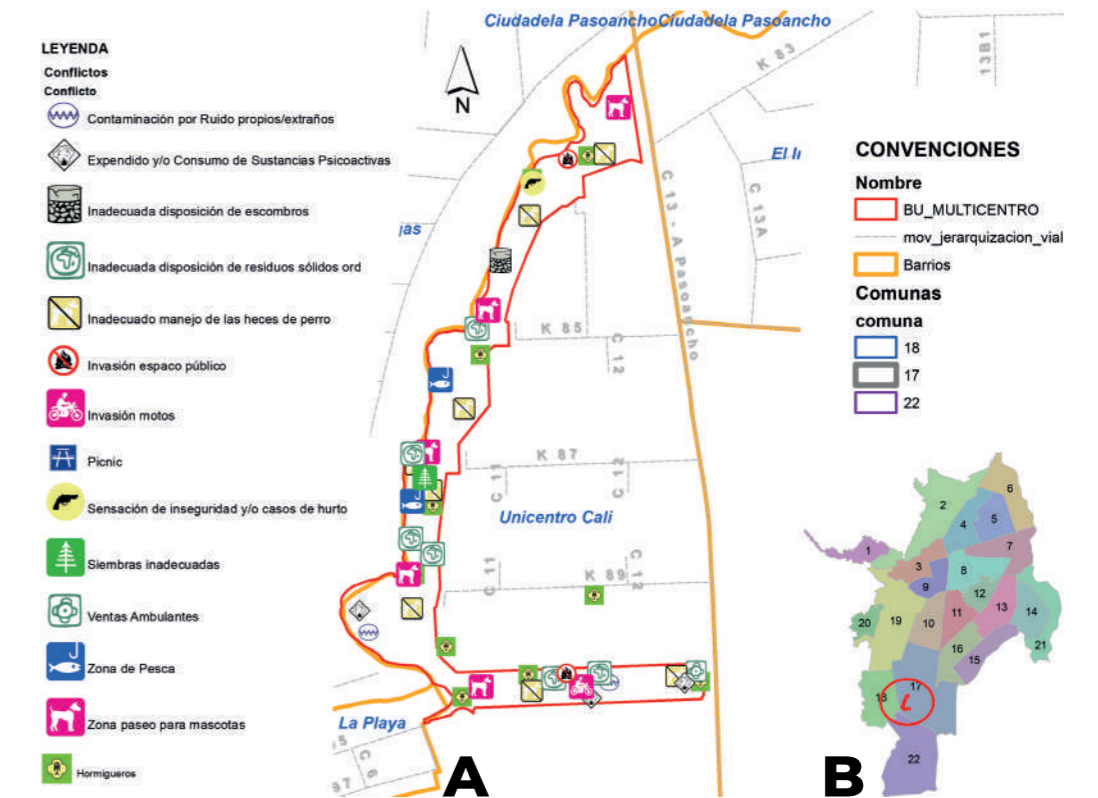 LEYENDA
Conflictos
Conflicto
Contaminación por Ruido propios/extraños
Expendido y/o Consumo de Sustancias Psicoactivas
Inadecuada disposición de escombros
Inadecuada disposición de residuos sólidos ord
Inadecuado manejo de las heces de perro
Invasión espaco público
Invasión motos
Picnic
Sensación de inseguridad y/o casos de hurto
Siembras inadecuadas
Ventas Ambulantes
Zona de Pesca
Zona paseo para mascotas
Hormigueros
Ciudadela PasoanchoCiudadela Pasoancho
N
K 83
13B1
El Ir
C 13A
C 13 - A Pasoancho
jas
K 85
C 12
K 87
C 11
C 12
Unicentro Cali
C 11
C 12
K 89
La Playa
C 6
97
A
CONVENCIONES
Nombre
BU_MULTICENTRO
mov_jerarquizacion_vial
Barrios
Comunas
comuna
18
17
22
6
2
5
4
7
1
3
8
9
12
13
14
11
20
19
10
21
16
15
17
18
L
22
B